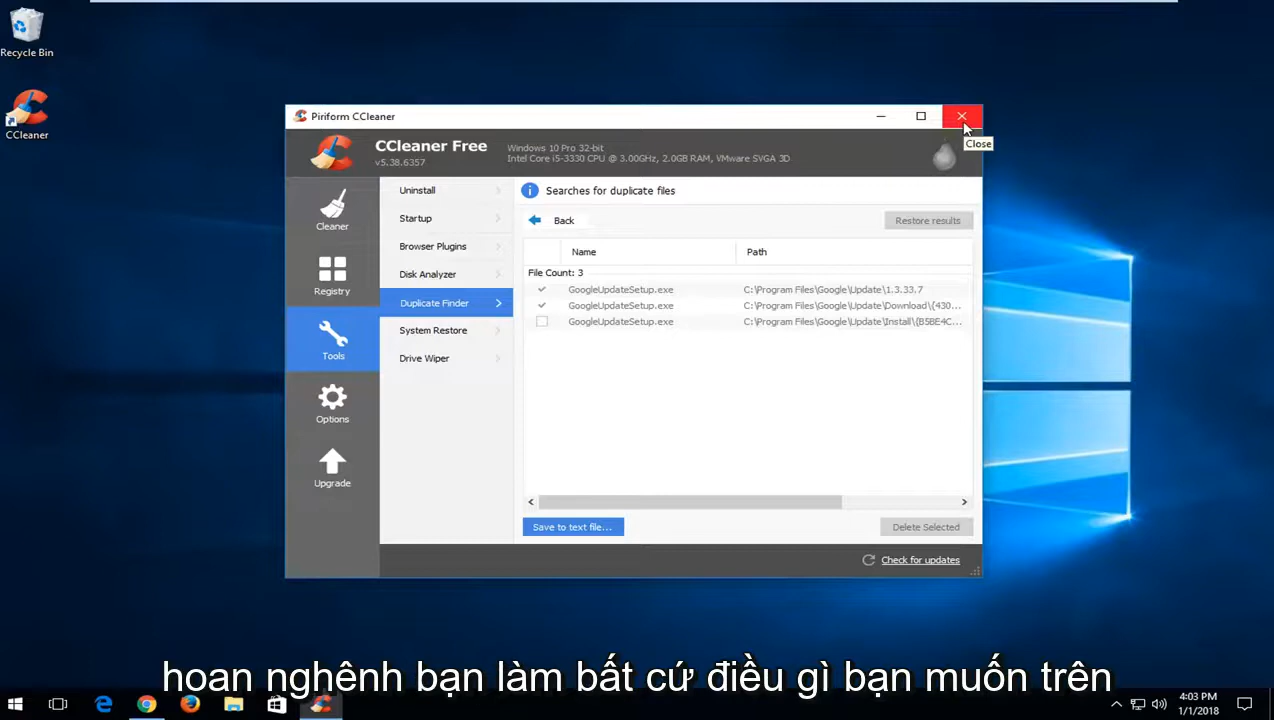 Recycle Bin
CCleaner
Piriform CCleaner
Close
CCleaner Free
v5.38.6357
Windows 10 Pro 32-bit
Intel Core i5-3330 CPU @ 3.00GHz, 2.0GB RAM, VMware SVGA 3D
Cleaner
Registry
Tools
Options
Upgrade
Uninstall
Startup
Browser Plugins
Disk Analyzer
Duplicate Finder
System Restore
Drive Wiper
Searches for duplicate files
Back
Restore results
Name Path
File Count: 3
GoogleUpdateSetup.exe C:\Program Files\Google\Update\1.3.33.7
GoogleUpdateSetup.exe C:\Program Files\Google\Update\Download\{430...
GoogleUpdateSetup.exe C:\Program Files\Google\Update\Install\{B5BE4C...
Save to text file... Delete Selected
Check for updates
hoan nghênh bạn làm bất cứ điều gì bạn muốn trên
4:03 PM
1/1/2018